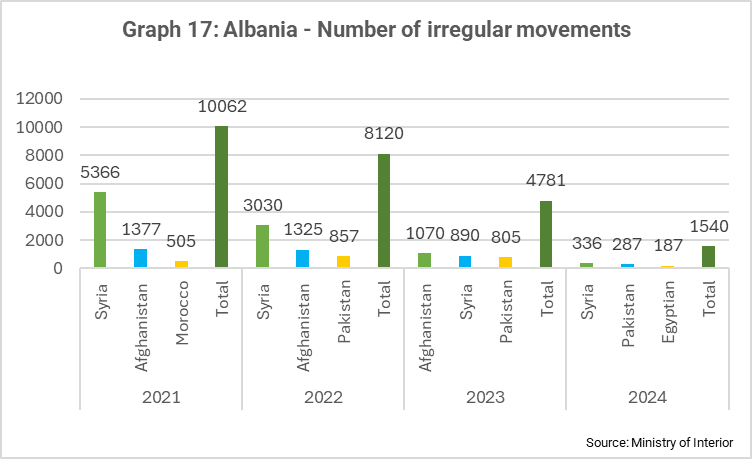 Graph 17: Albania - Number of irregular movements
12000
10000
8000
6000
4000
2000
0
5366
1377
505
10062
3030
1325
857
8120
1070
890
805
4781
336
287
187
1540
Syria
Afghanistan
Morocco
Total
Syria
Afghanistan
Pakistan
Total
Afghanistan
Syria
Pakistan
Total
Syria
Pakistan
Egyptian
Total
2021
2022
2023
2024
Source: Ministry of Interior